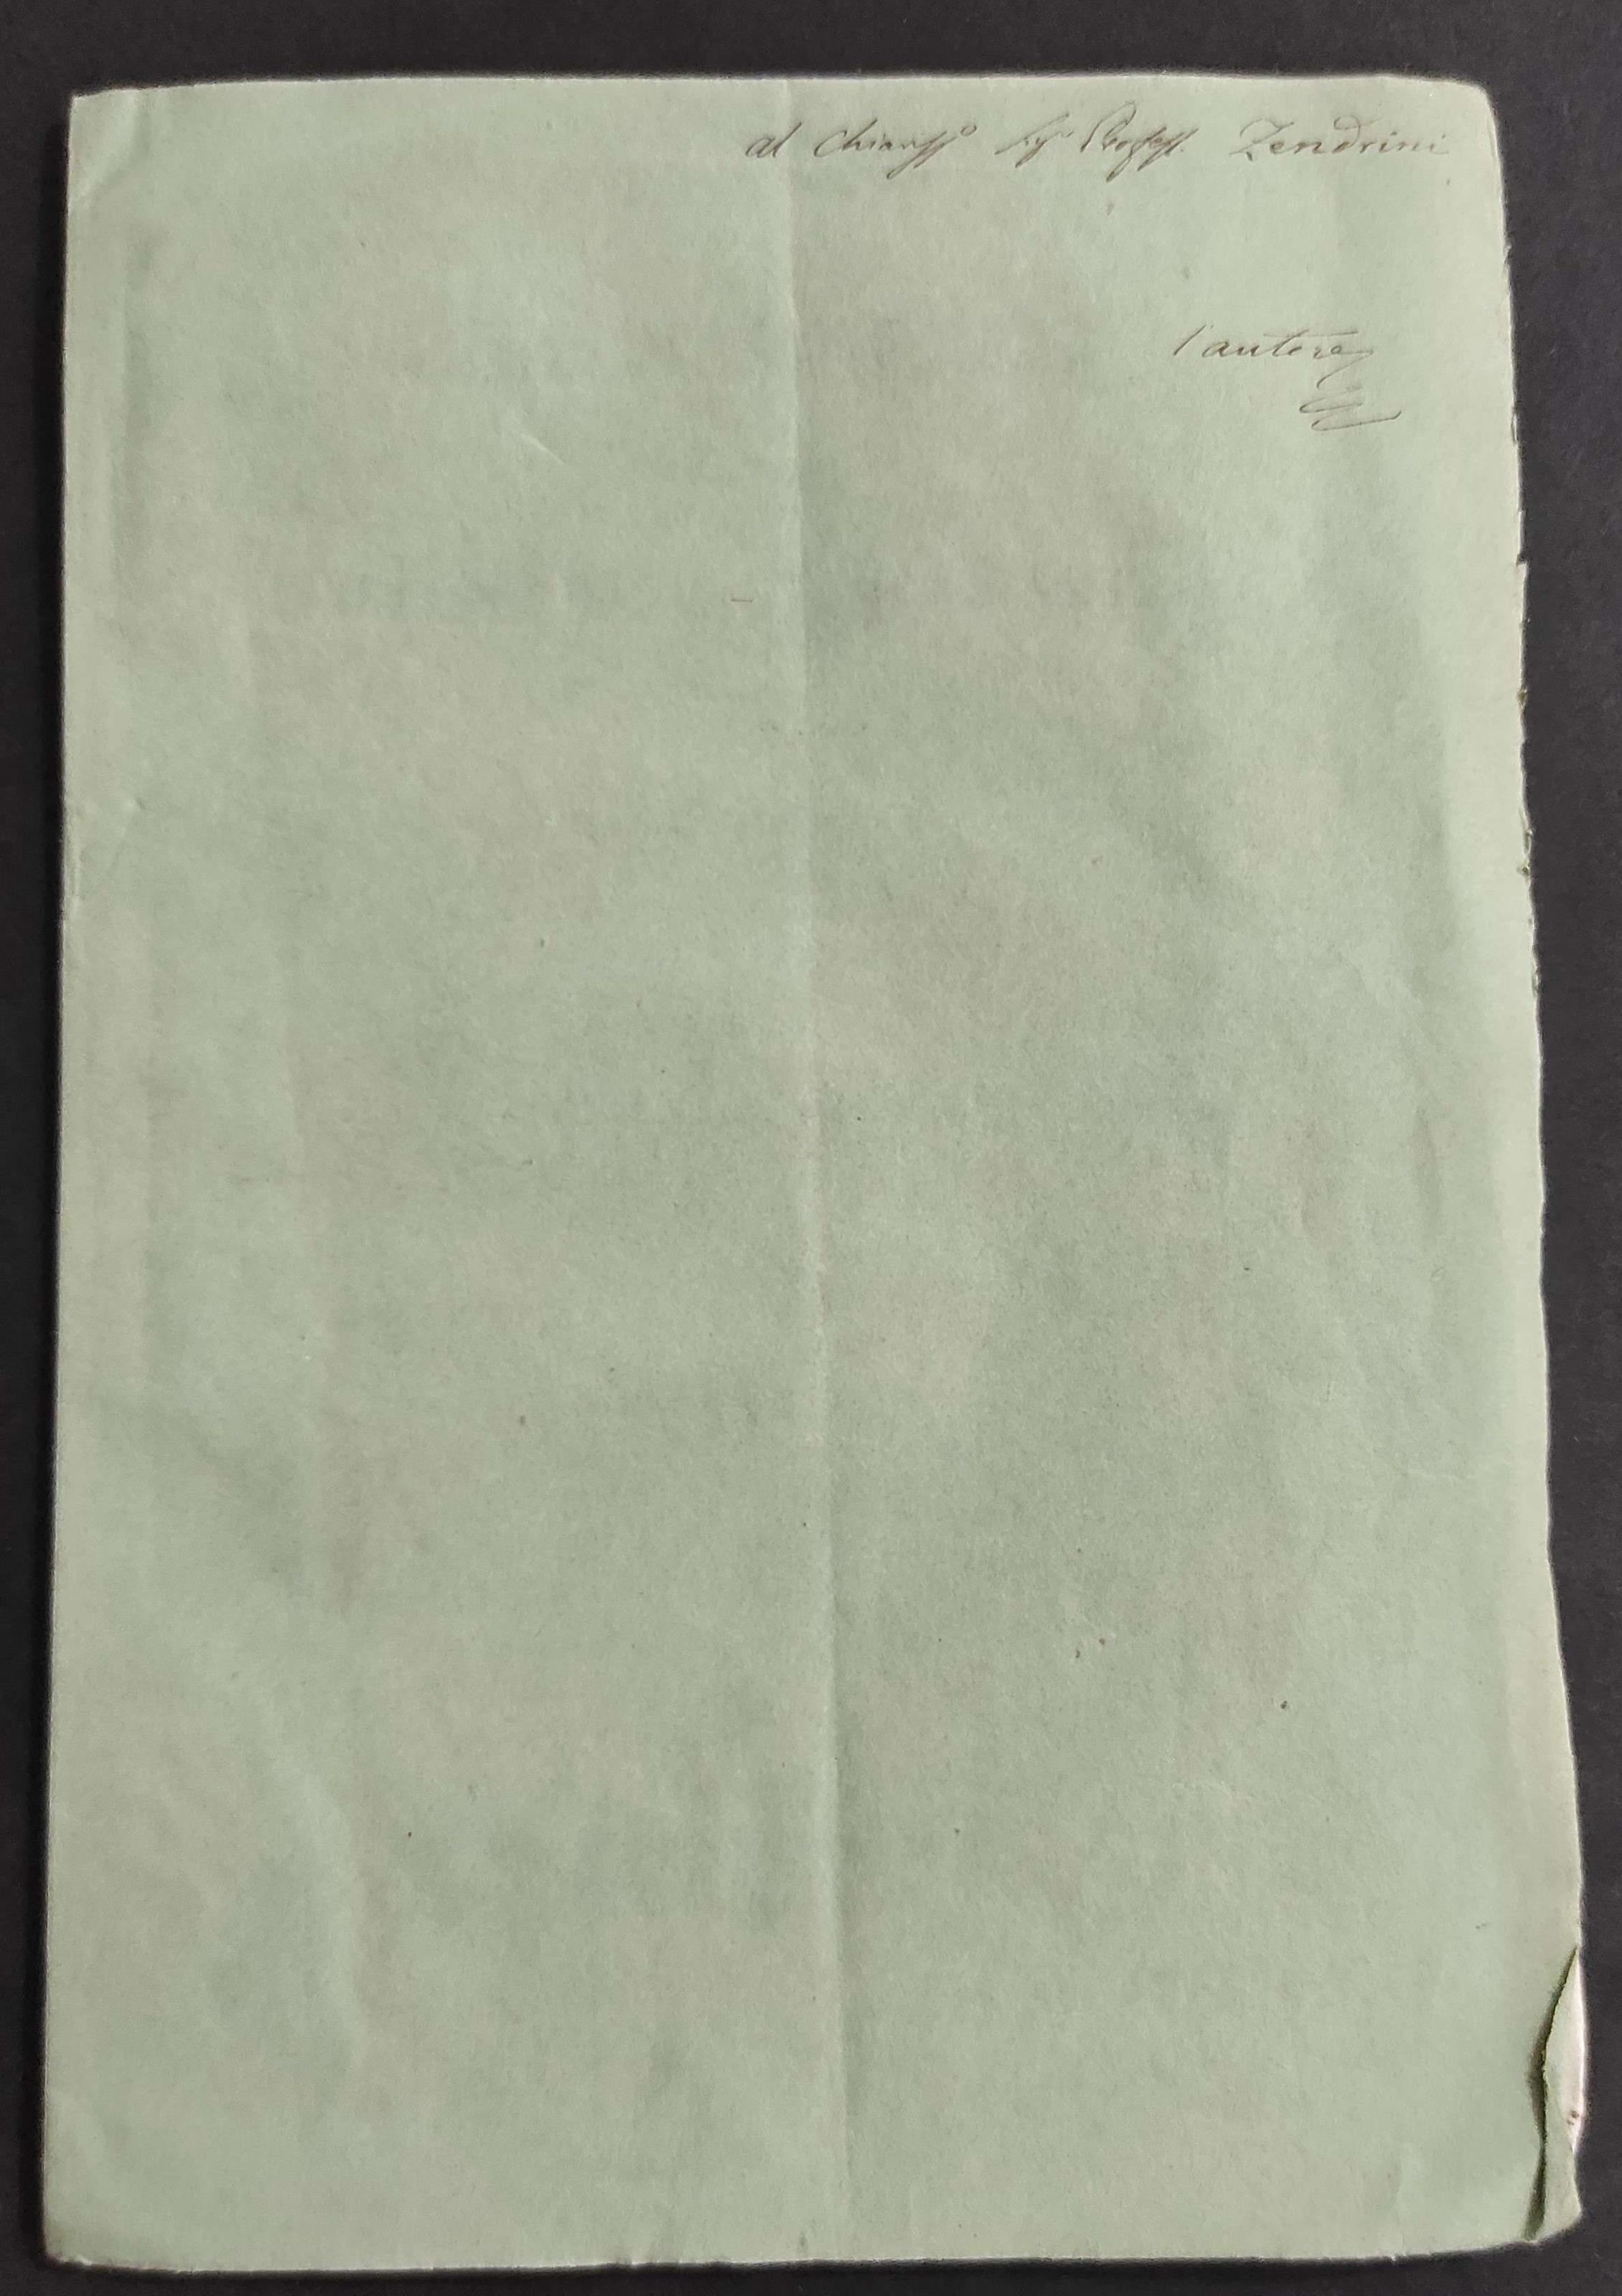 al Chiariss.º Sig.r Profess. Zendrini
l'autore